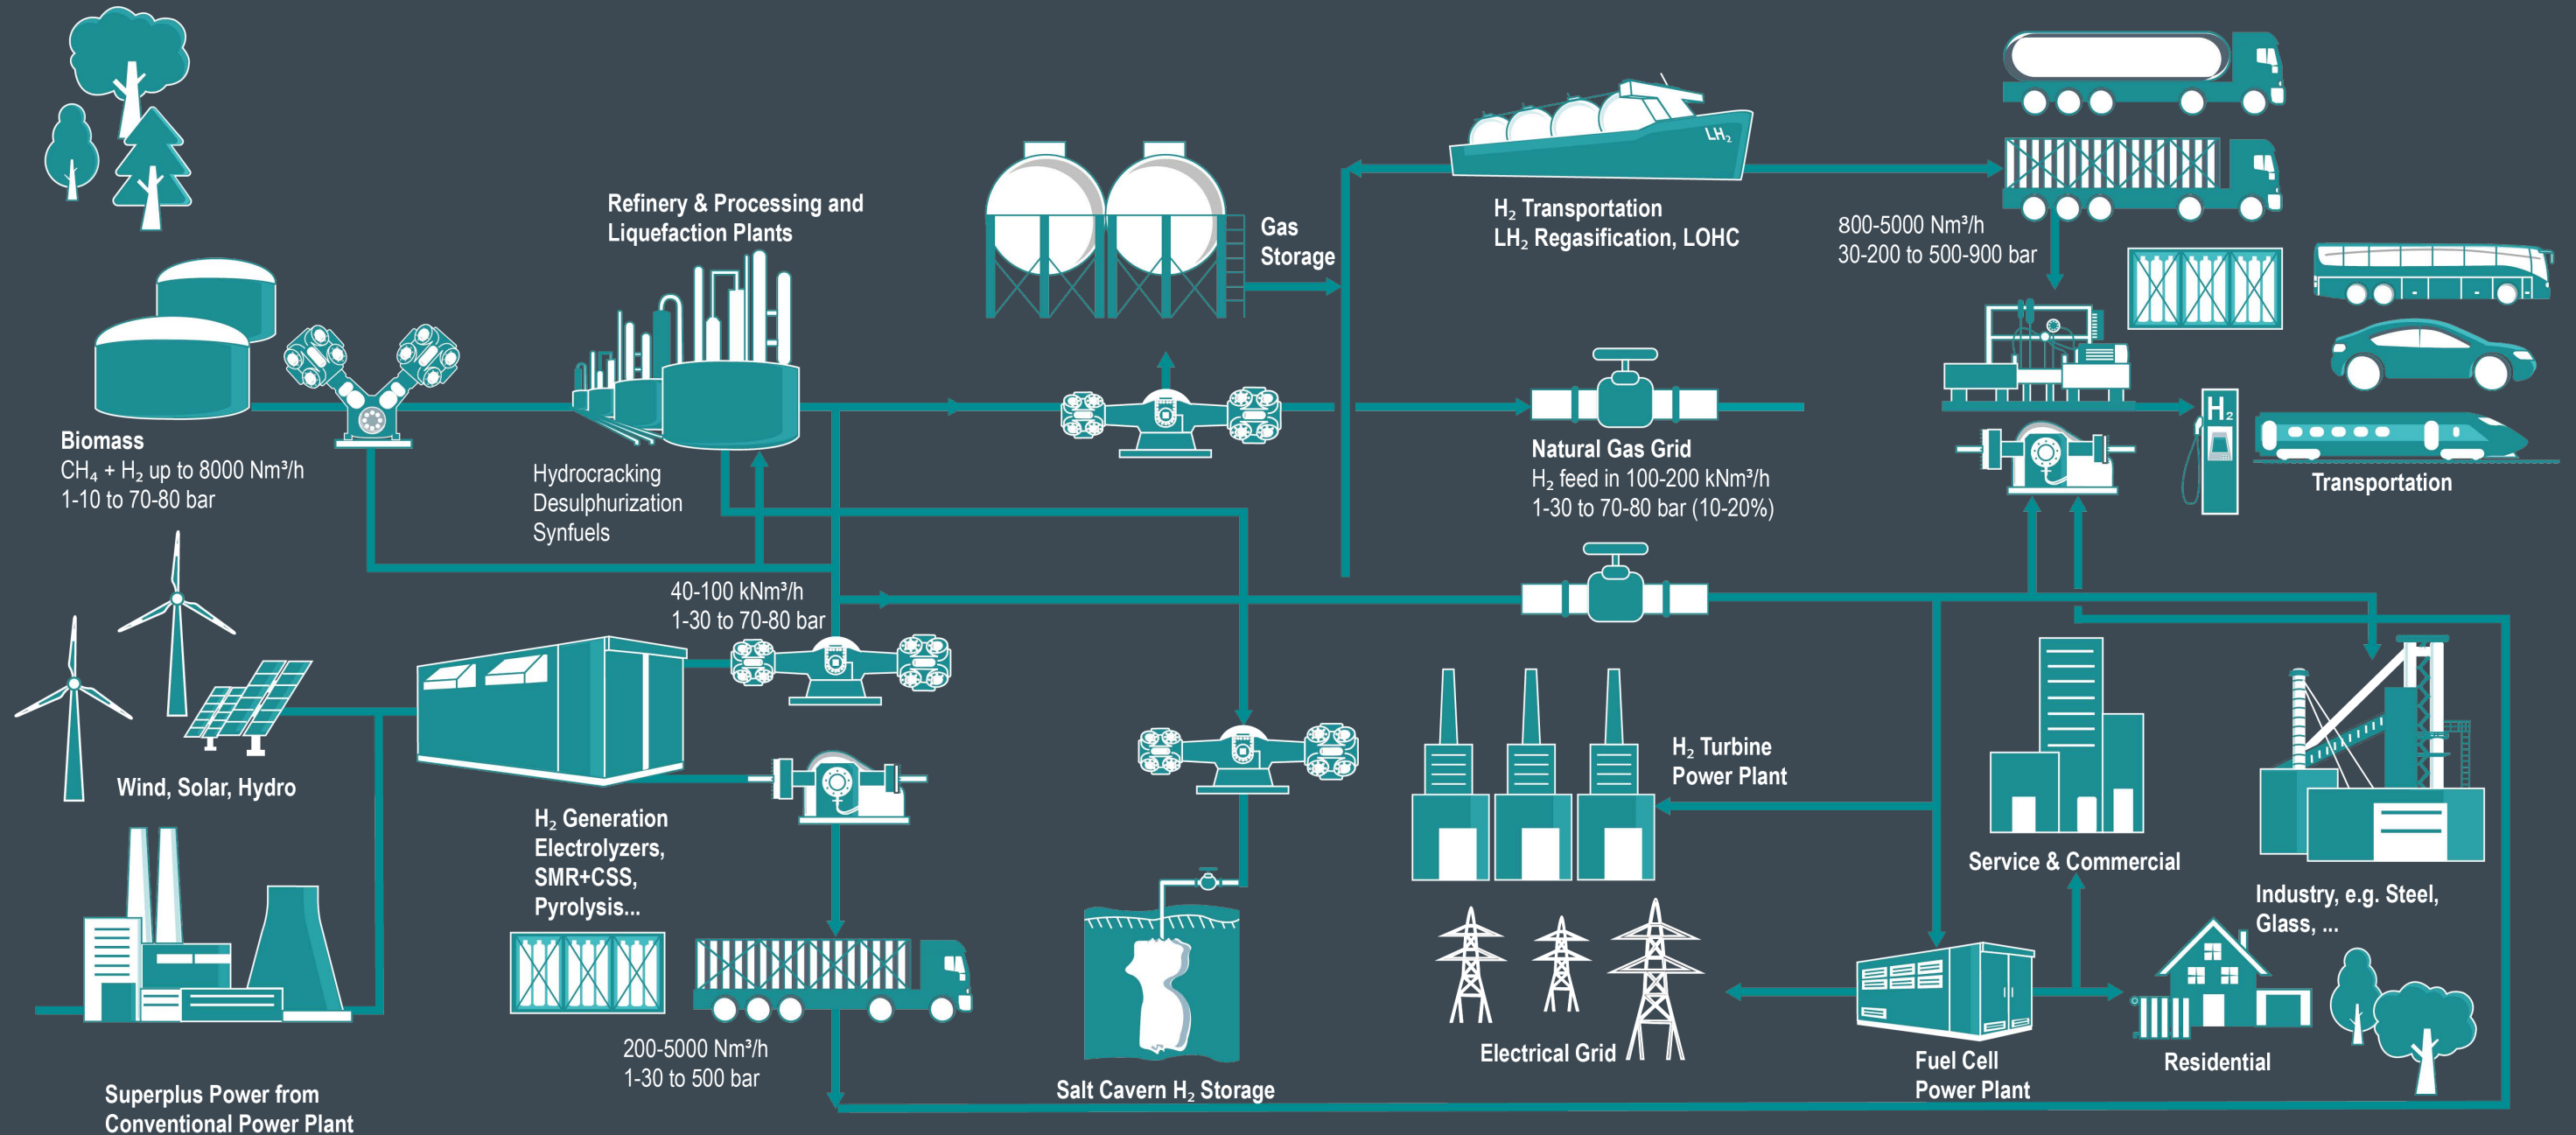 Refinery & Processing and
Liquefaction Plants
Gas
Storage
LH₂
H₂ Transportation
LH₂ Regasification, LOHC
800-5000 Nm³/h
30-200 to 500-900 bar
Biomass
CH₄ + H₂ up to 8000 Nm³/h
1-10 to 70-80 bar
Hydrocracking
Desulphurization
Synfuels
Natural Gas Grid
H₂ feed in 100-200 kNm³/h
1-30 to 70-80 bar (10-20%)
H₂
Transportation
40-100 kNm³/h
1-30 to 70-80 bar
Wind, Solar, Hydro
H₂ Generation
Electrolyzers,
SMR+CSS,
Pyrolysis...
H₂ Turbine
Power Plant
Service & Commercial
Industry, e.g. Steel,
Glass, ...
200-5000 Nm³/h
1-30 to 500 bar
Salt Cavern H₂ Storage
Electrical Grid
Fuel Cell
Power Plant
Residential
Superplus Power from
Conventional Power Plant